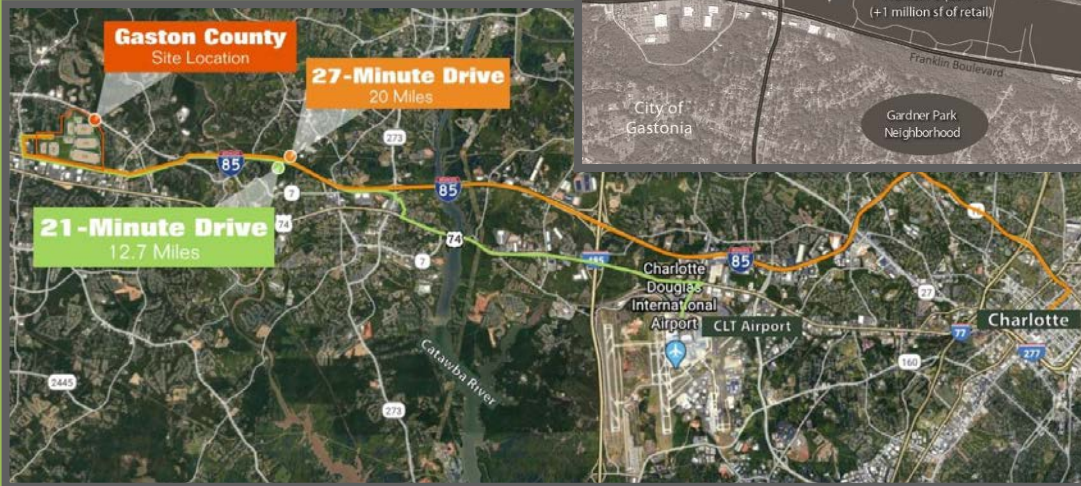 (+1 million sf of retail)
Franklin Boulevard
City of
Gastonia
Gardner Park
Neighborhood
Gaston County
Site Location
27-Minute Drive
20 Miles
273
85
7
85
21-Minute Drive
12.7 Miles
74
74
7
485
85
Charlotte
Douglas
International
Airport
CLT Airport
27
Charlotte
77
277
160
Catawba River
2445
273